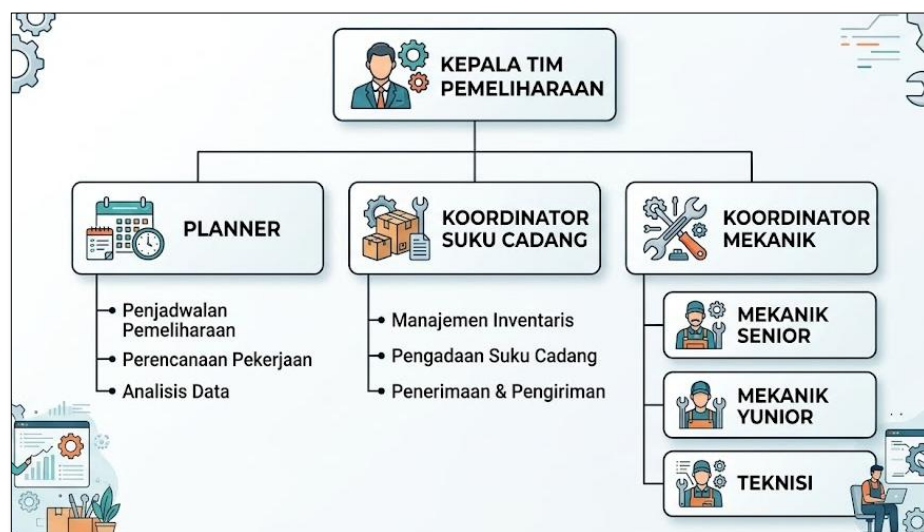 KEPALA TIM
PEMELIHARAAN
PLANNER
Penjadwalan
Pemeliharaan
Perencanaan Pekerjaan
Analisis Data
KOORDINATOR
SUKU CADANG
Manajemen Inventaris
Pengadaan Suku Cadang
Penerimaan & Pengiriman
KOORDINATOR
MEKANIK
MEKANIK
SENIOR
MEKANIK
YUNIOR
TEKNISI